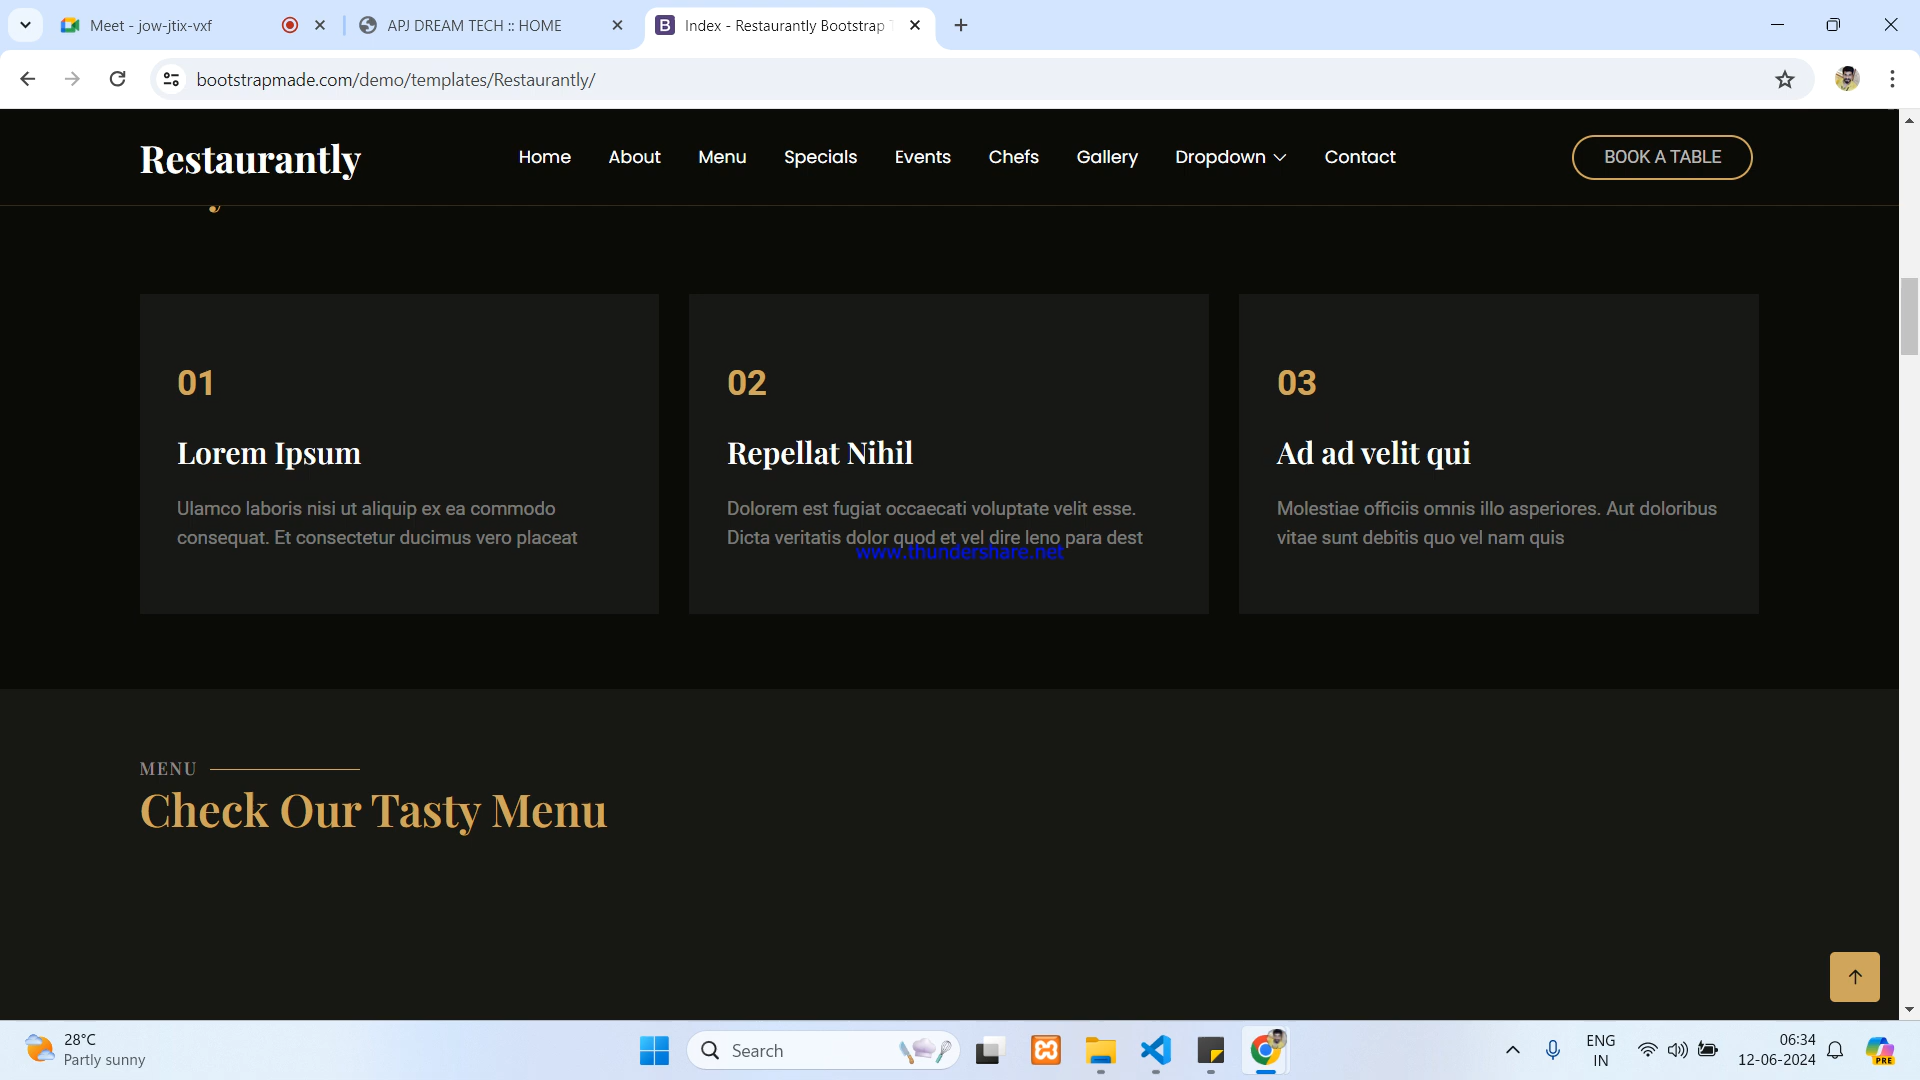 Meet - jow-jtix-vxf
APJ DREAM TECH :: HOME
Index - Restaurantly Bootstrap
bootstrapmade.com/demo/templates/Restaurantly/
Restaurantly
Home
About
Menu
Specials
Events
Chefs
Gallery
Dropdown
Contact
BOOK A TABLE
01
Lorem Ipsum
Ulamco laboris nisi ut aliquip ex ea commodo
consequat. Et consectetur ducimus vero placeat
02
Repellat Nihil
Dolorem est fugiat occaecati voluptate velit esse.
Dicta veritatis dolor quod et vel dire leno para dest
www.thundershare.net
03
Ad ad velit qui
Molestiae officiis omnis illo asperiores. Aut doloribus
vitae sunt debitis quo vel nam quis
MENU
Check Our Tasty Menu
28°C
Partly sunny
Search
ENG
IN
06:34
12-06-2024
PRE